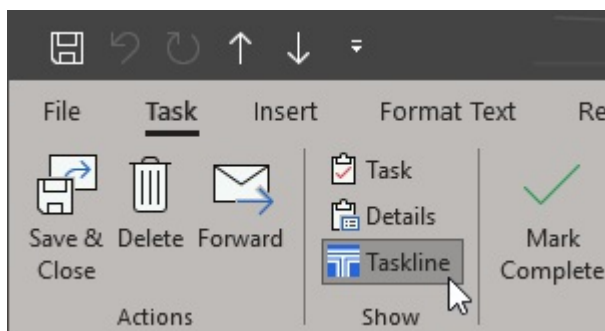 File Task Insert Format Text
Task
Details
Save & Delete Forward Taskline Mark
Close Complete
Actions Show